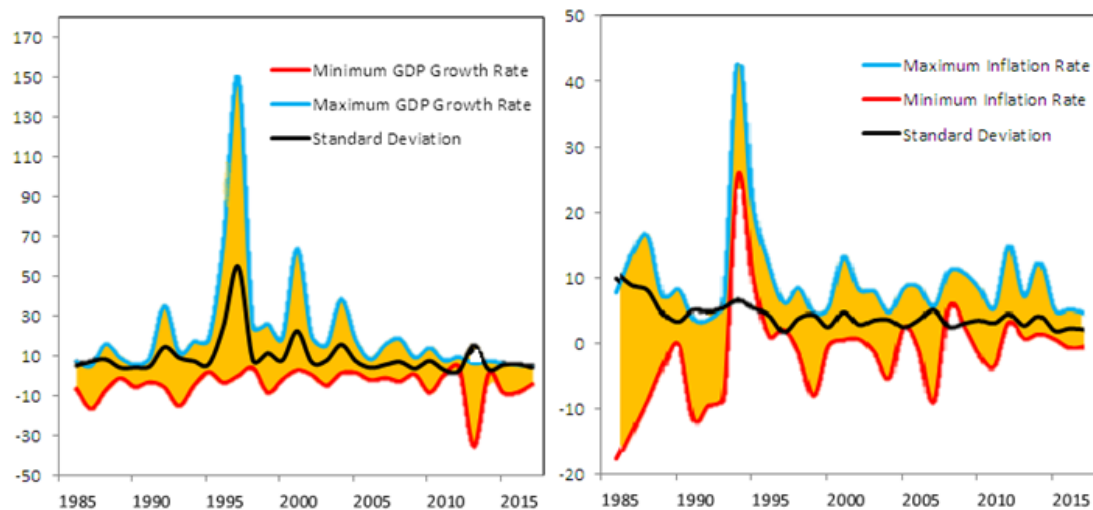 170
150
130
110
90
70
50
30
10
-10
-30
-50
1985 1990 1995 2000 2005 2010 2015
Minimum GDP Growth Rate
Maximum GDP Growth Rate
Standard Deviation
50
40
30
20
10
0
-10
-20
1985 1990 1995 2000 2005 2010 2015
Maximum Inflation Rate
Minimum Inflation Rate
Standard Deviation